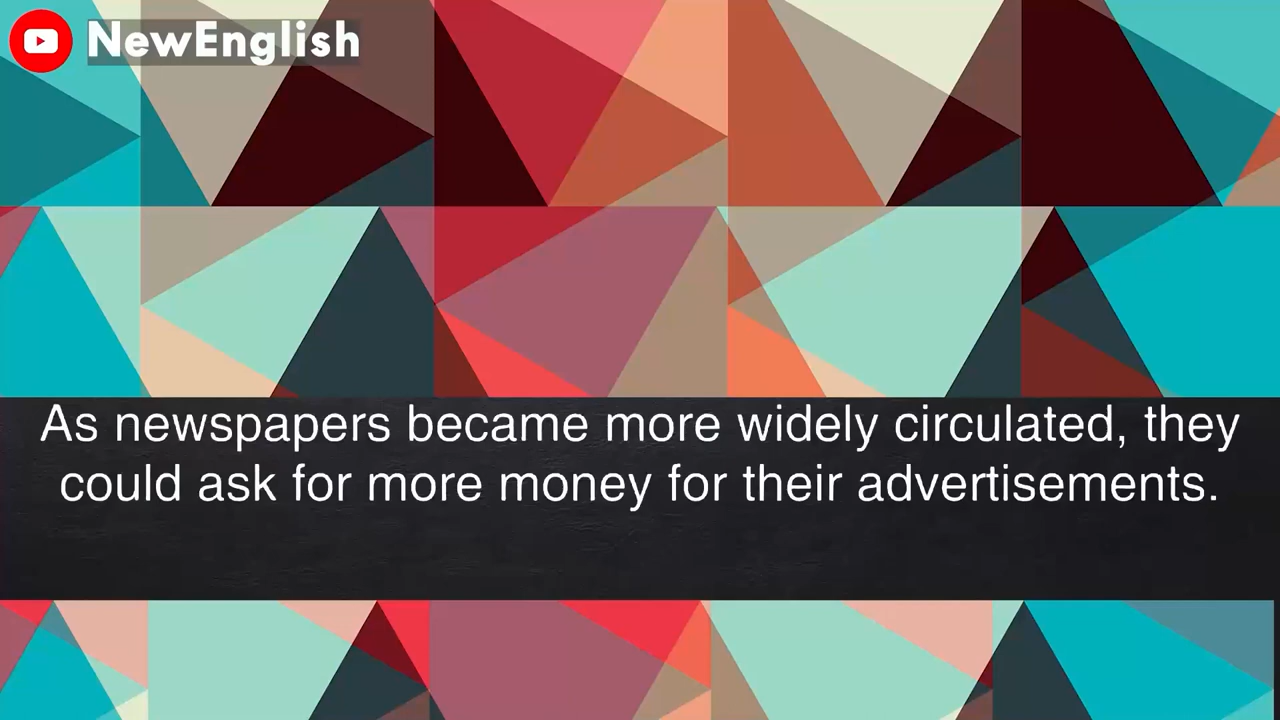 NewEnglish
As newspapers became more widely circulated, they
could ask for more money for their advertisements.